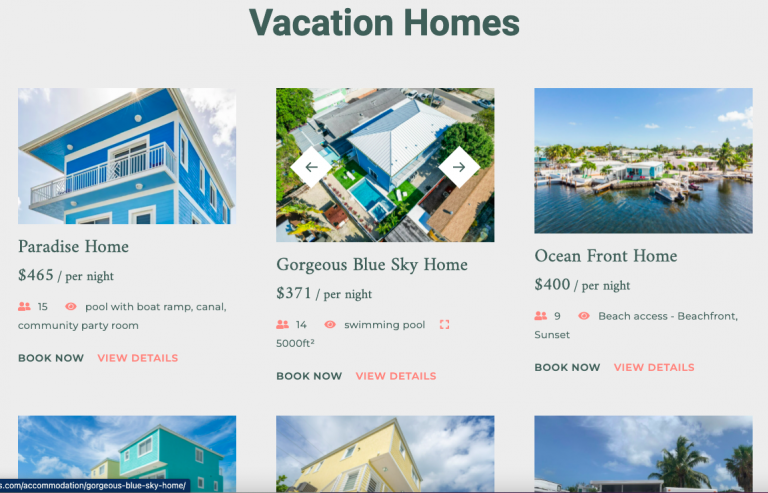 Vacation Homes
Paradise Home
$465 / per night
15 pool with boat ramp, canal,
community party room
BOOK NOW VIEW DETAILS
Gorgeous Blue Sky Home
$371 / per night
14 swimming pool
5000ft²
BOOK NOW VIEW DETAILS
Ocean Front Home
$400 / per night
9 Beach access - Beachfront,
Sunset
BOOK NOW VIEW DETAILS
s.com/accommodation/gorgeous-blue-sky-home/